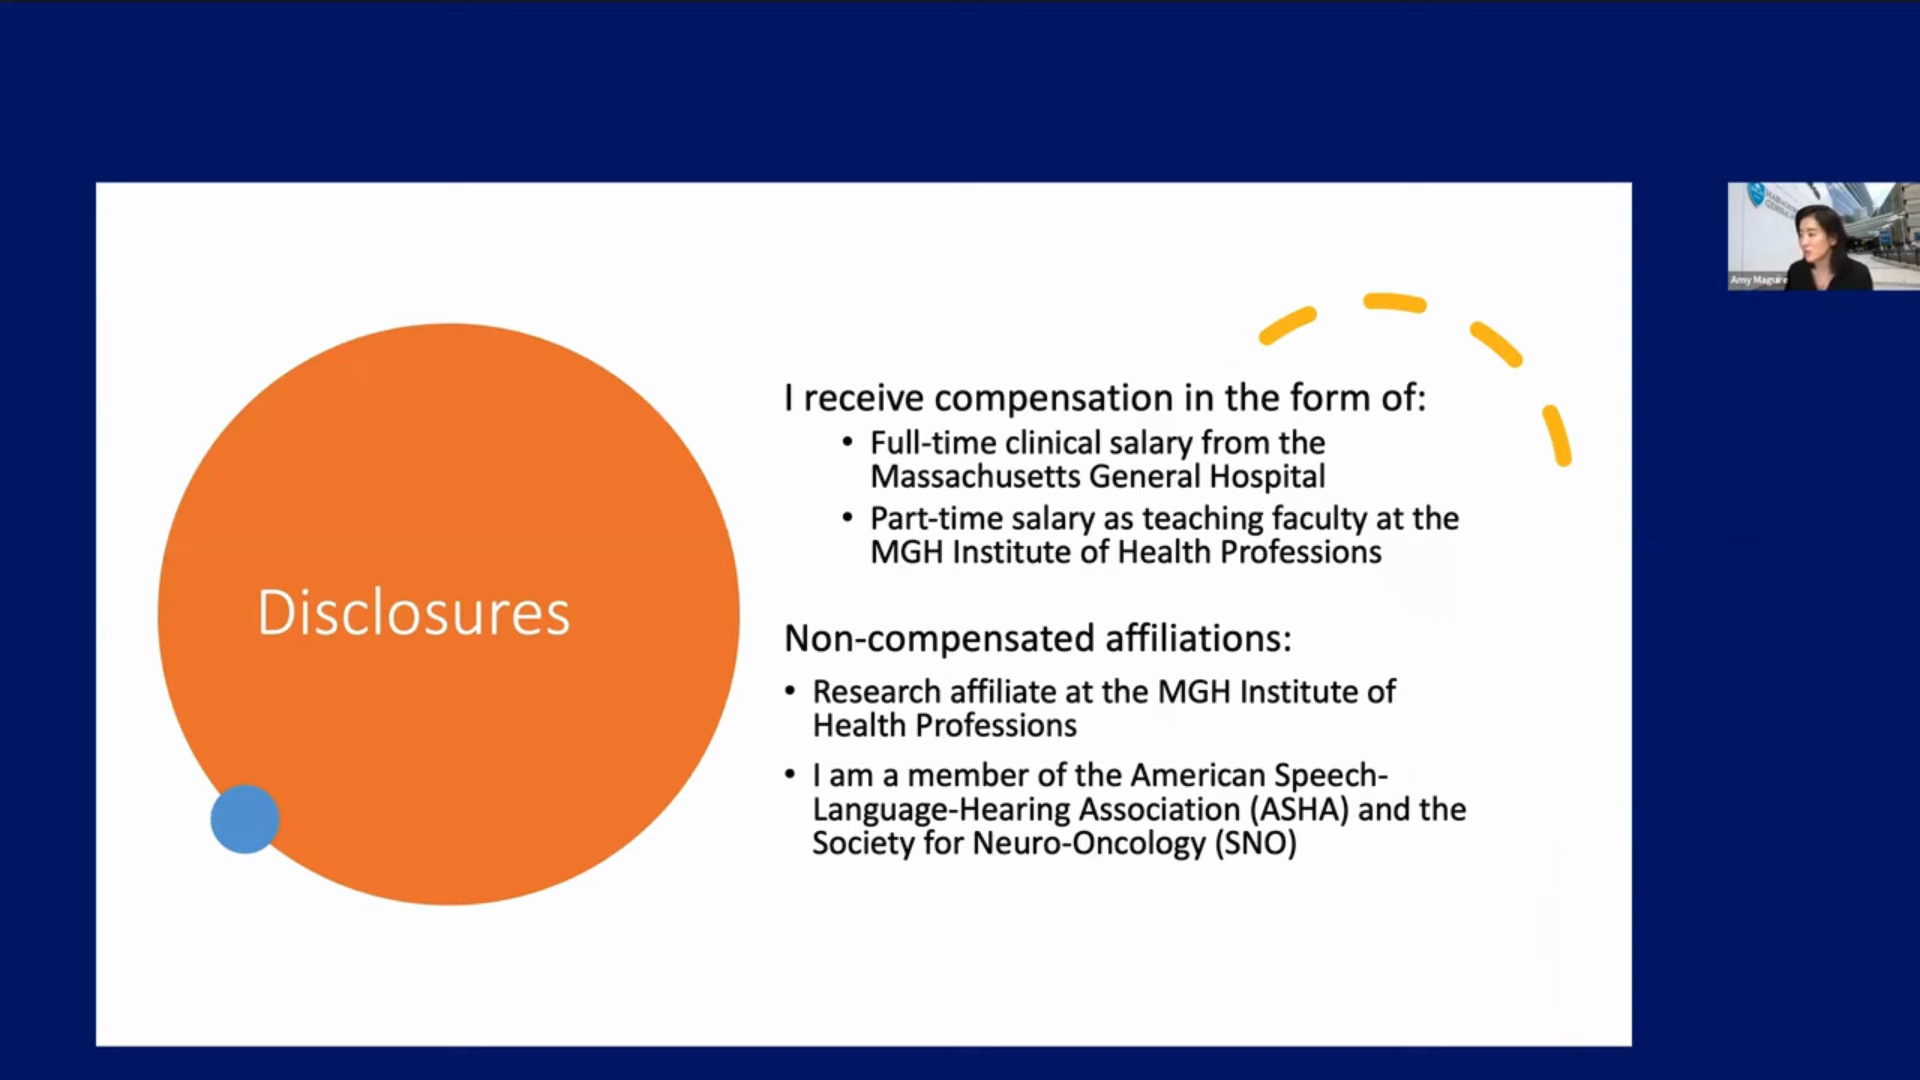 Disclosures
I receive compensation in the form of:
• Full-time clinical salary from the
Massachusetts General Hospital
• Part-time salary as teaching faculty at the
MGH Institute of Health Professions
Non-compensated affiliations:
• Research affiliate at the MGH Institute of
Health Professions
• I am a member of the American Speech-
Language-Hearing Association (ASHA) and the
Society for Neuro-Oncology (SNO)
Amy Maguire